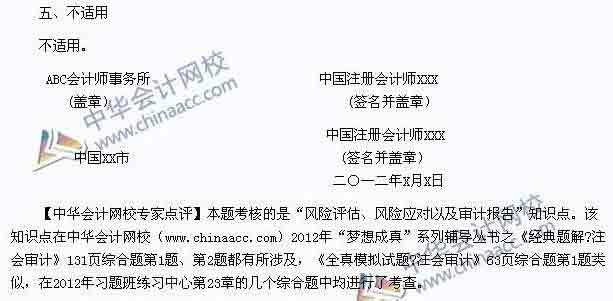 五、不适用
不适用。
ABC会计师事务所 中国注册会计师XXX
(盖章) (签名并盖章)
中国注册会计师XXX
中国XX市 (签名并盖章)
二〇一二年X月X日
【中华会计网校专家点评】本题考核的是“风险评估、风险应对以及审计报告”知识点。该
知识点在中华会计网校（www.chinaacc.com）2012年“梦想成真”系列辅导丛书之《经典题解?注
会审计》131页综合题第1题、第2题都有所涉及，《全真模拟试题?注会审计》63页综合题第1题类
似，在2012年习题班练习中心第23章的几个综合题中均进行了考查。
中华会计网校
www.chinaacc.com
中华会计网校
www.chinaacc.com